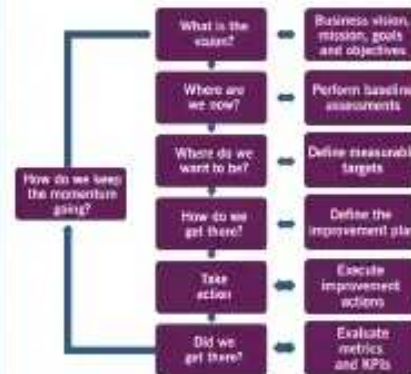 What is the
vision?
Business vision,
mission, goals
and objectives
Where are
we now?
Perform baseline
assessments
Where do we
want to be?
Define measurable
targets
How do we keep
the momentum
going?
How do we
get there?
Define the
improvement plan
Take
action
Execute
improvement
actions
Did we
get there?
Evaluate
metrics
and KPIs